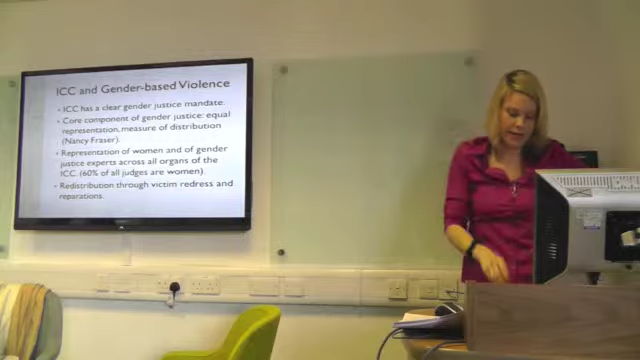 ICC and Gender-based Violence
• ICC has a clear gender justice mandate.
• Core component of gender justice: equal
representation, measure of distribution
(Nancy Fraser).
• Representation of women and of gender
justice experts across all organs of the
ICC. (60% of all judges are women).
• Redistribution through victim redress and
reparations.